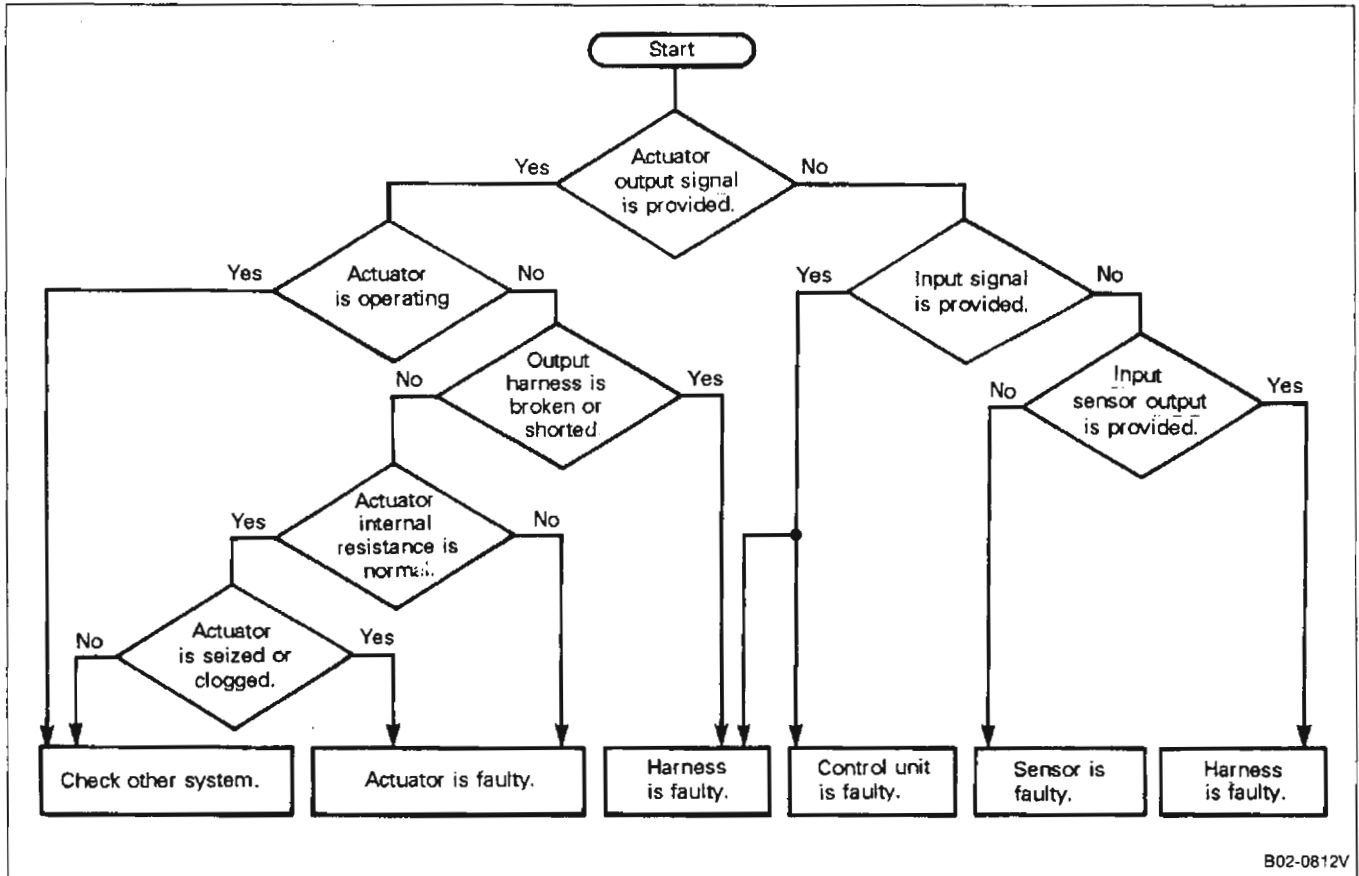 Start
Actuator
output signal
is provided.
Yes
No
Actuator
is operating
Yes
No
Input signal
is provided.
Yes
No
Output
harness is
broken or
shorted.
No
Yes
Input
sensor output
is provided.
No
Yes
Actuator
internal
resistance is
normal.
Yes
No
Actuator
is seized or
clogged.
No
Yes
Check other system.
Actuator is faulty.
Harness
is faulty.
Control unit
is faulty.
Sensor is
faulty.
Harness
is faulty.
B02-0812V